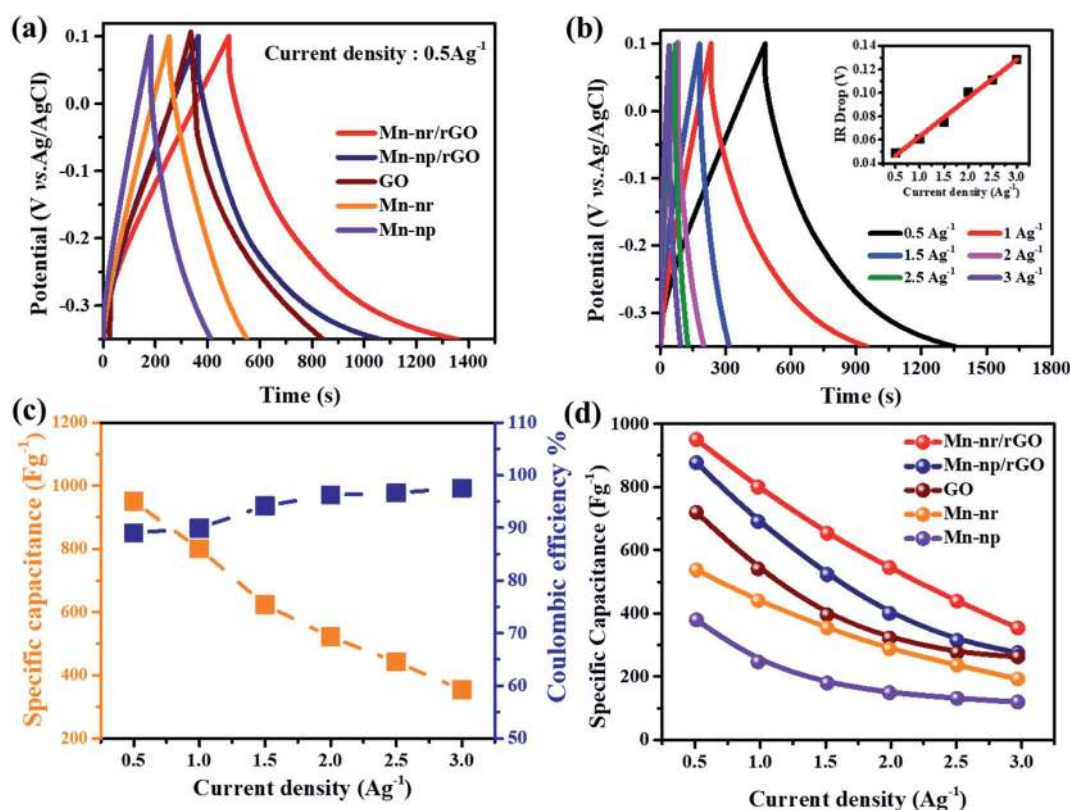 (a)
Current density : 0.5Ag⁻¹
Mn-nr/rGO
Mn-np/rGO
GO
Mn-nr
Mn-np
0.1
0.0
-0.1
-0.2
-0.3
Potential (V vs.Ag/AgCl)
0 200 400 600 800 1000 1200 1400
Time (s)
(b)
0.1
0.0
-0.1
-0.2
-0.3
Potential (V vs.Ag/AgCl)
IR Drop (V)
0.12
0.10
0.08
0.06
0.04
0.5 1.0 1.5 2.0 2.5 3.0
Current density (Ag⁻¹)
0.5 Ag⁻¹ 1 Ag⁻¹
1.5 Ag⁻¹ 2 Ag⁻¹
2.5 Ag⁻¹ 3 Ag⁻¹
0 300 600 900 1200 1500 1800
Time (s)
(c)
Specific capacitance (Fg⁻¹)
1200
1000
800
600
400
200
110
100
90
80
70
60
50
Coulombic efficiency %
0.5 1.0 1.5 2.0 2.5 3.0
Current density (Ag⁻¹)
(d)
Specific Capacitance (Fg⁻¹)
1000
800
600
400
200
0
Mn-nr/rGO
Mn-np/rGO
GO
Mn-nr
Mn-np
0.5 1.0 1.5 2.0 2.5 3.0
Current density (Ag⁻¹)